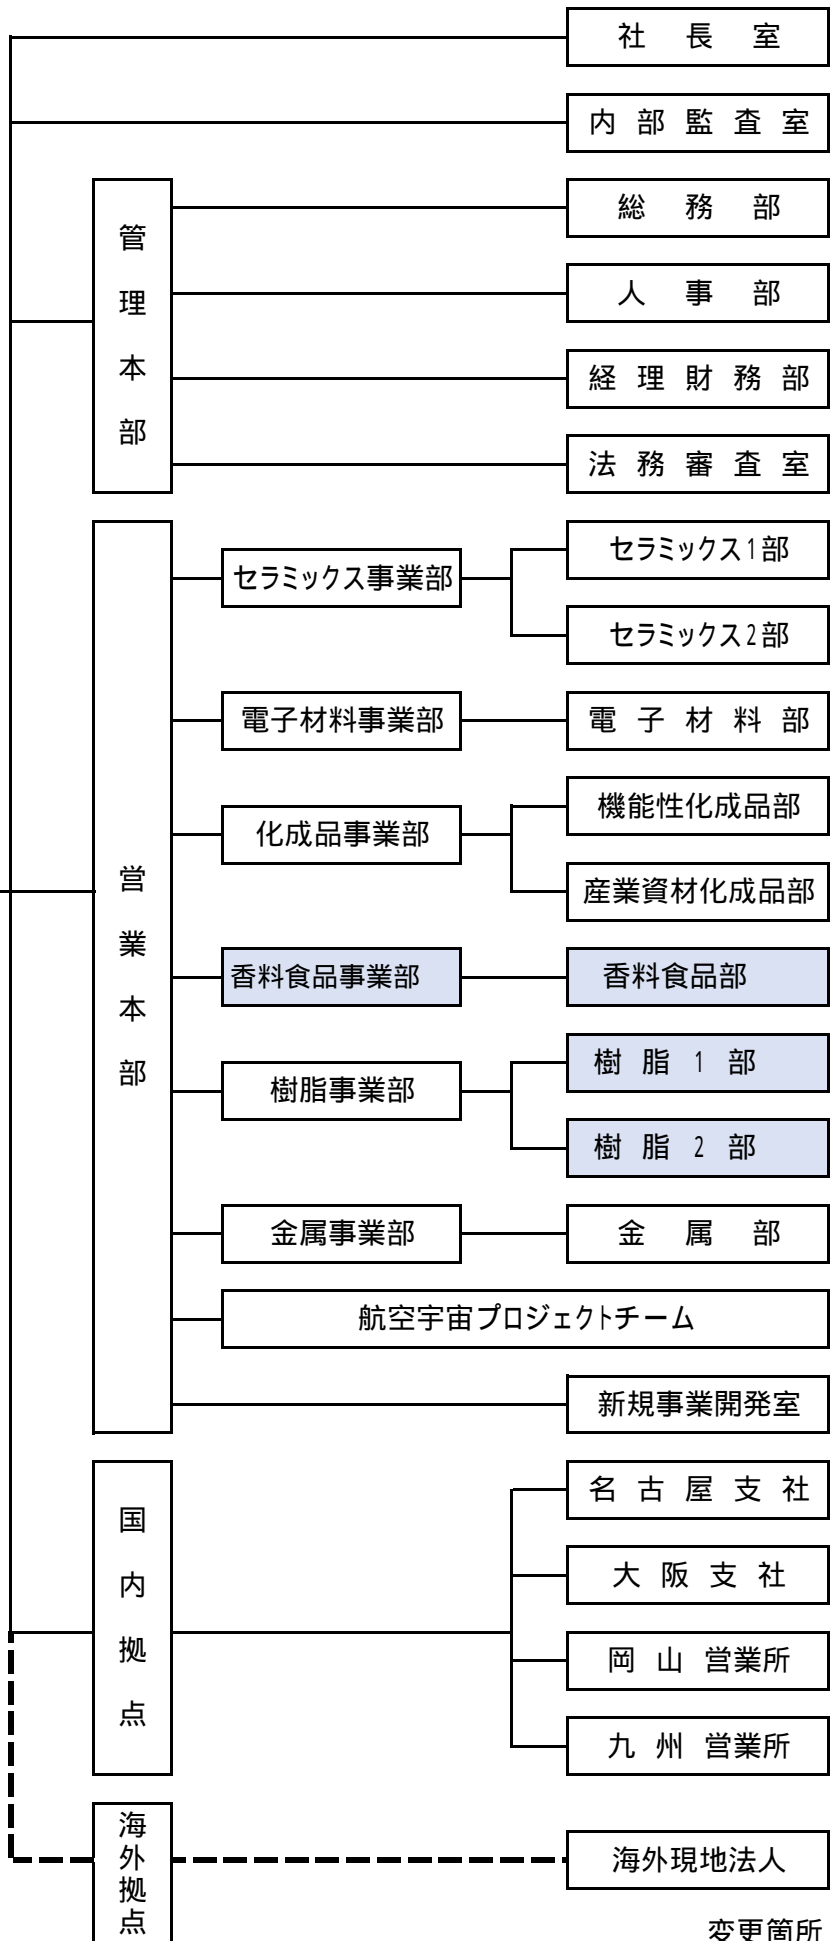 社長室
内部監査室
管理本部
総務部
人事部
経理財務部
法務審査室
営業本部
セラミックス事業部
セラミックス1部
セラミックス2部
電子材料事業部
電子材料部
化成品事業部
機能性化成品部
産業資材化成品部
香料食品事業部
香料食品部
樹脂事業部
樹脂1部
樹脂2部
金属事業部
金属部
航空宇宙プロジェクトチーム
新規事業開発室
国内拠点
名古屋支社
大阪支社
岡山営業所
九州営業所
海外拠点
海外現地法人
変更箇所